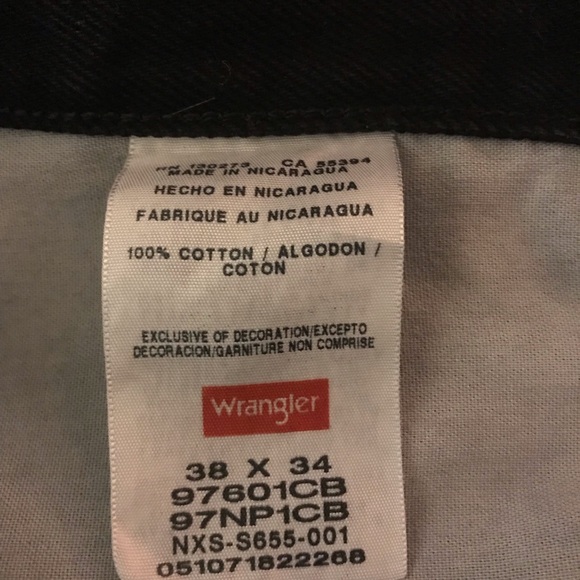 RN 130273 CA 55394
MADE IN NICARAGUA
HECHO EN NICARAGUA
FABRIQUE AU NICARAGUA
100% COTTON / ALGODON /
COTON
EXCLUSIVE OF DECORATION/EXCEPTO
DECORACION/GARNITURE NON COMPRISE
Wrangler
38 X 34
97601CB
97NP1CB
NXS-S655-001
051071822268